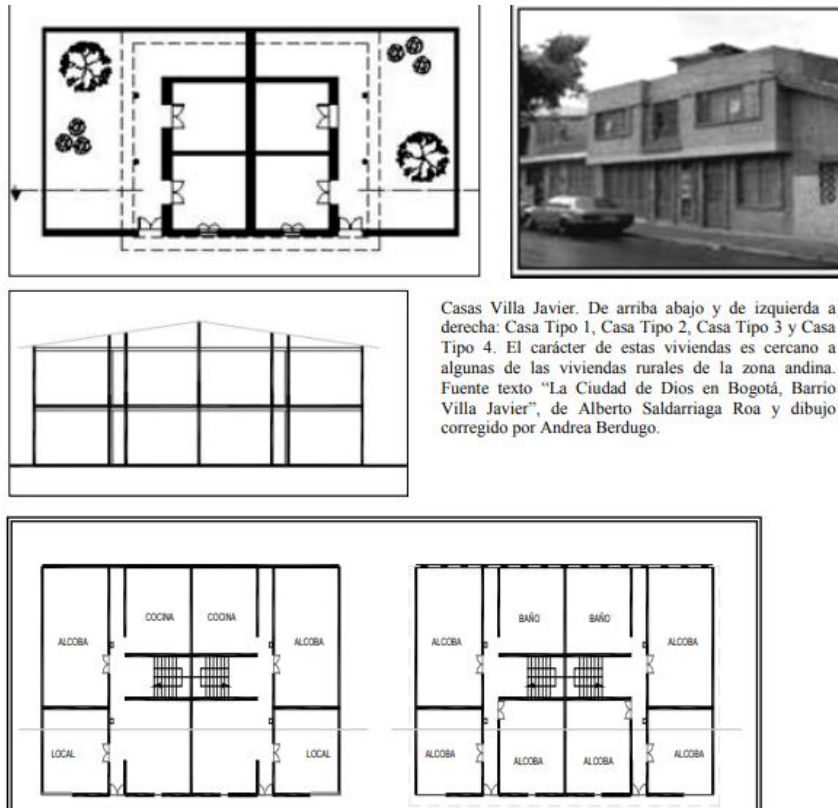 Casas Villa Javier. De arriba abajo y de izquierda a
derecha: Casa Tipo 1, Casa Tipo 2, Casa Tipo 3 y Casa
Tipo 4. El carácter de estas viviendas es cercano a
algunas de las viviendas rurales de la zona andina.
Fuente texto “La Ciudad de Dios en Bogotá, Barrio
Villa Javier”, de Alberto Saldarriaga Roa y dibujo
corregido por Andrea Berdugo.
COCINA COCINA
ALCOBA ALCOBA
LOCAL LOCAL
BAÑO BAÑO
ALCOBA ALCOBA
ALCOBA ALCOBA ALCOBA ALCOBA